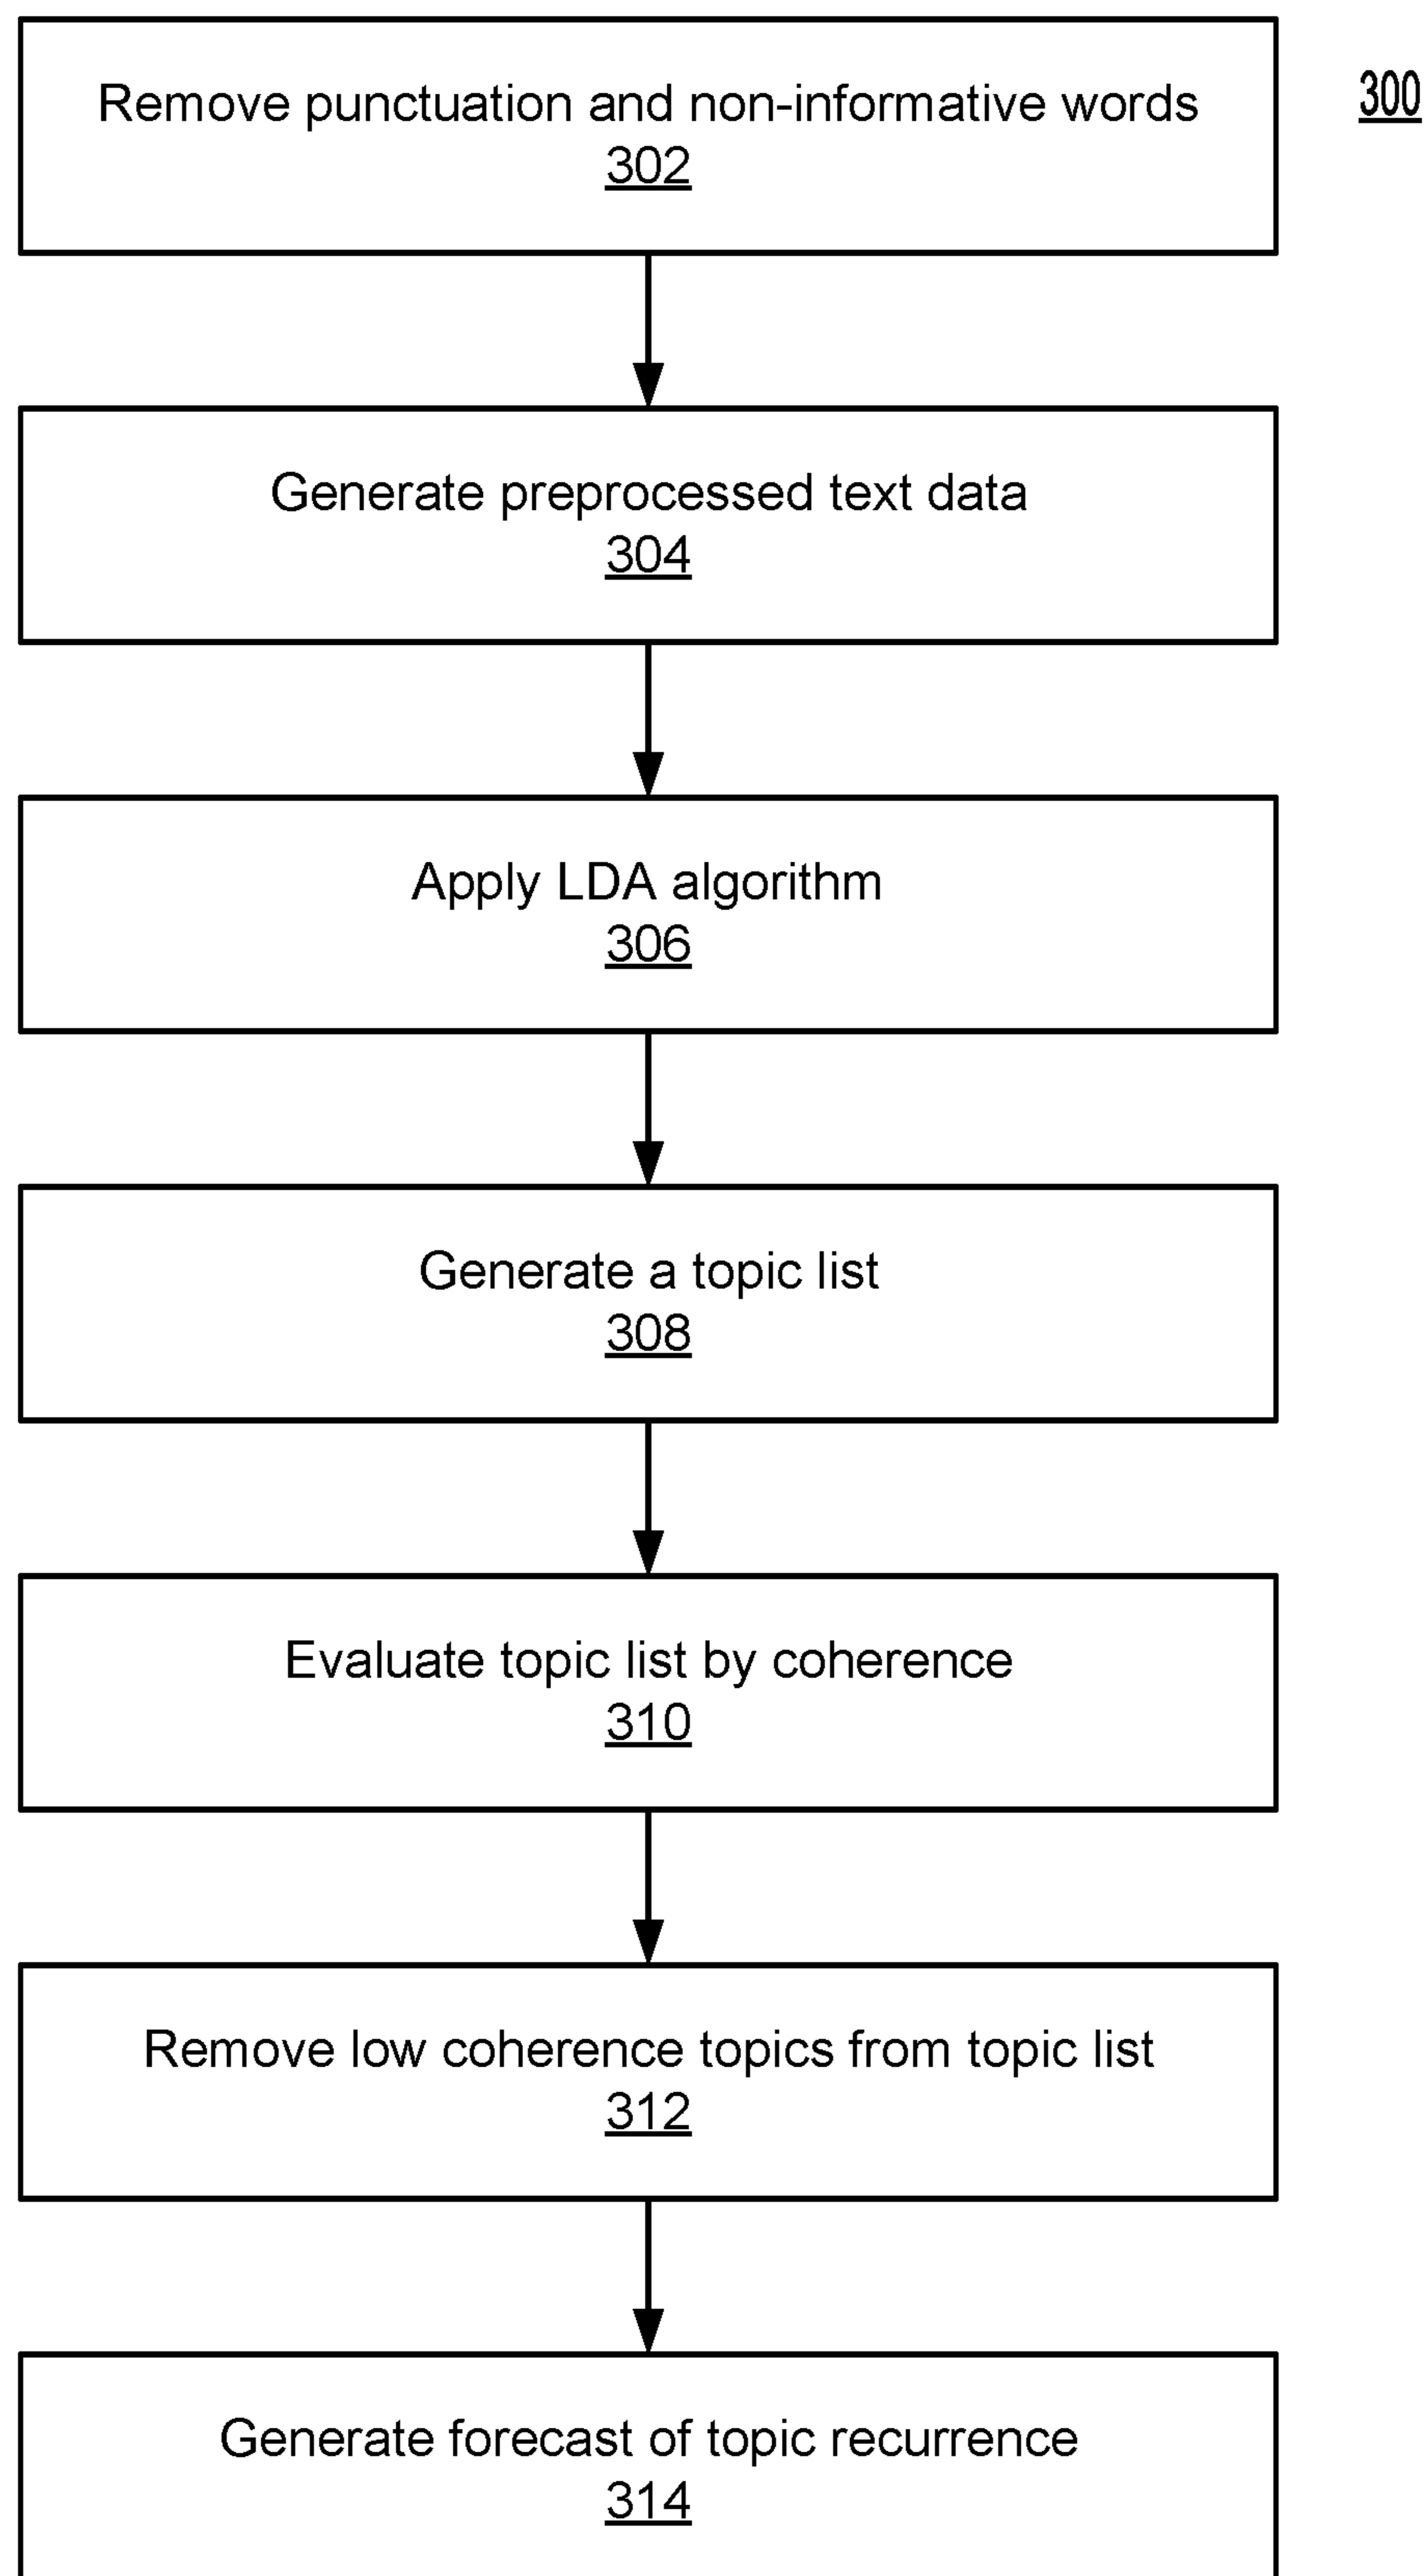 Remove punctuation and non-informative words
300
302
Generate preprocessed text data
304
Apply LDA algorithm
306
Generate a topic list
308
Evaluate topic list by coherence
310
Remove low coherence topics from topic list
312
Generate forecast of topic recurrence
314